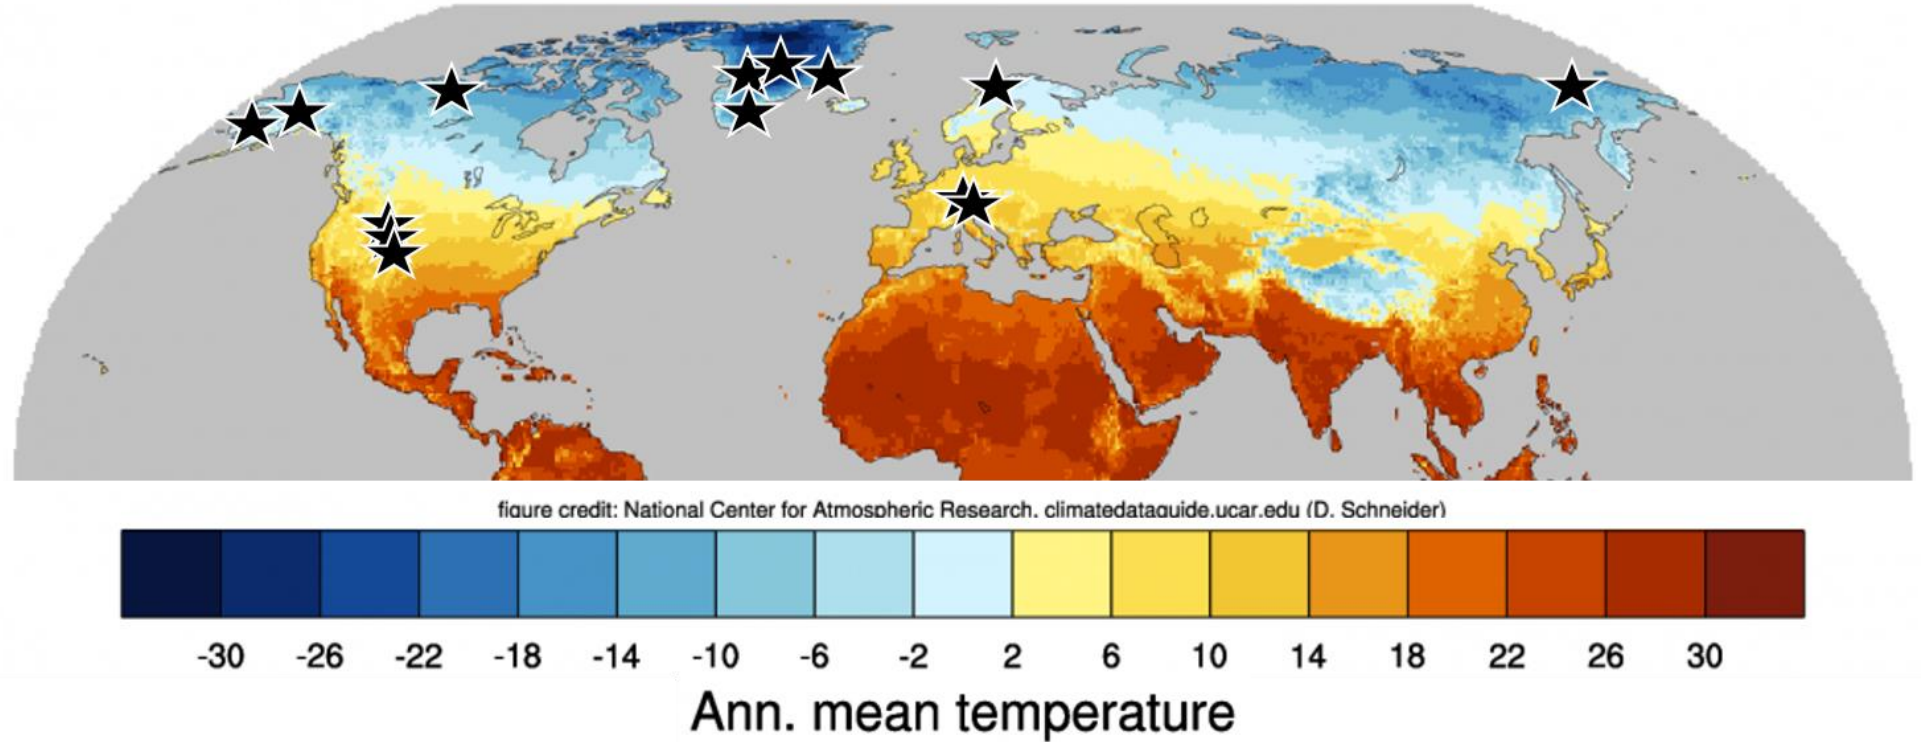 figure credit: National Center for Atmospheric Research. climatedataguide.ucar.edu (D. Schneider)
-30 -26 -22 -18 -14 -10 -6 -2 2 6 10 14 18 22 26 30
Ann. mean temperature